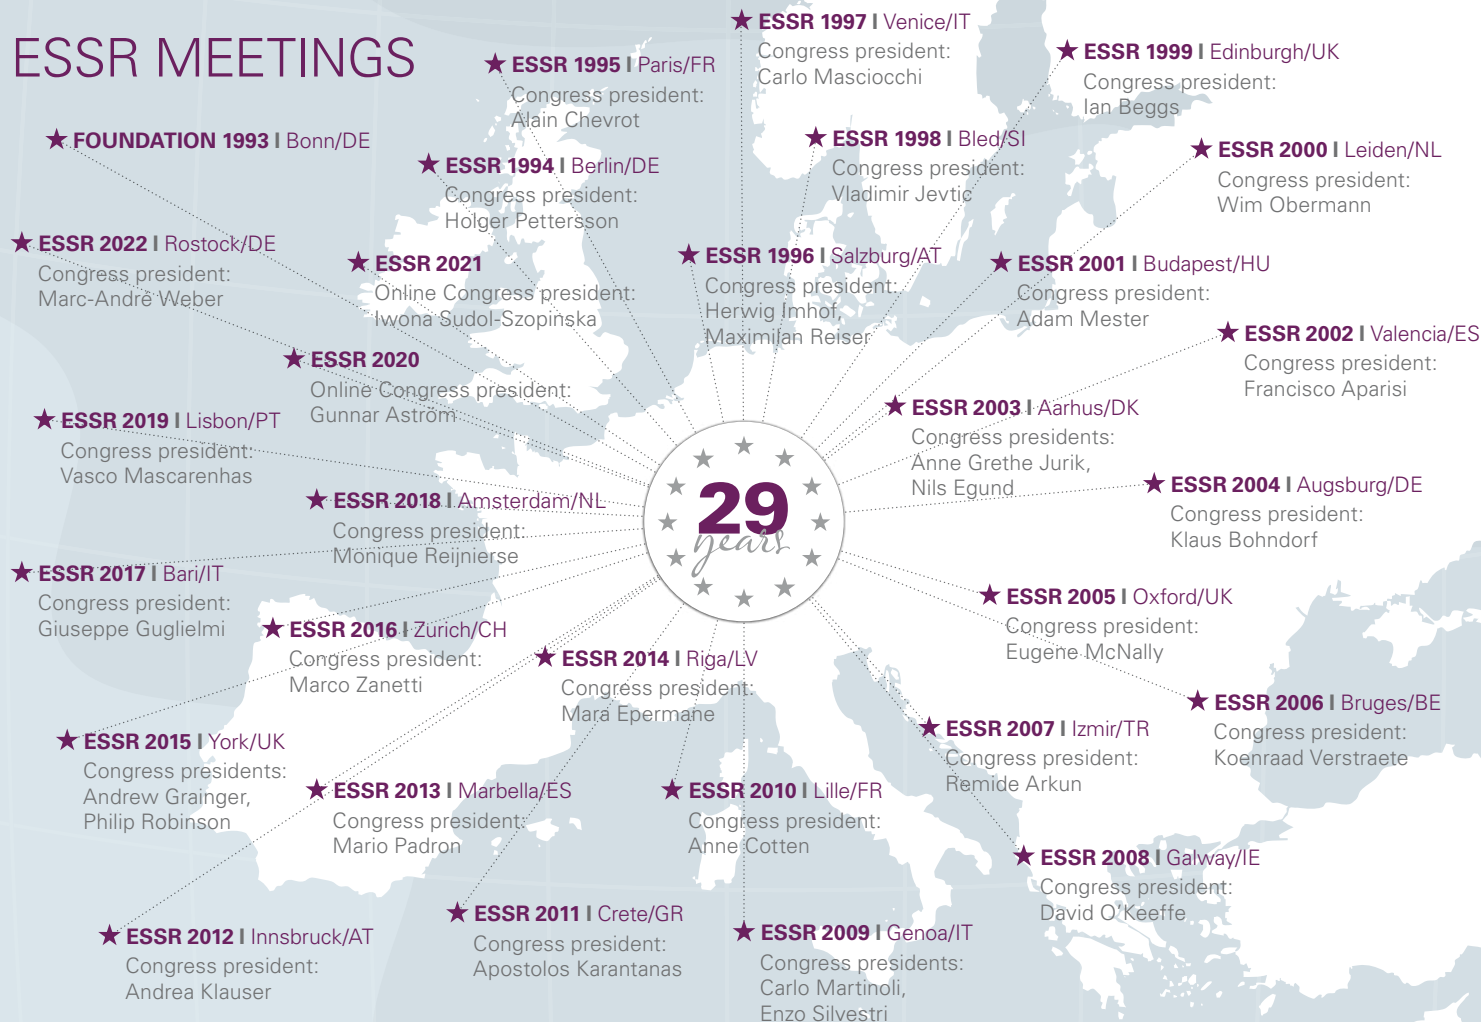 ESSR MEETINGS
★ FOUNDATION 1993 I Bonn/DE
★ ESSR 1994 I Berlin/DE
Congress president:
Holger Pettersson
★ ESSR 1995 I Paris/FR
Congress president:
Alain Chevrot
★ ESSR 1996 I Salzburg/AT
Congress president:
Herwig Imhof,
Maximilan Reiser
★ ESSR 1997 I Venice/IT
Congress president:
Carlo Masciocchi
★ ESSR 1998 I Bled/SI
Congress president:
Vladimir Jevtic
★ ESSR 1999 I Edinburgh/UK
Congress president:
Ian Beggs
★ ESSR 2000 I Leiden/NL
Congress president:
Wim Obermann
★ ESSR 2001 I Budapest/HU
Congress president:
Adam Mester
★ ESSR 2002 I Valencia/ES
Congress president:
Francisco Aparisi
★ ESSR 2003 I Aarhus/DK
Congress presidents:
Anne Grethe Jurik,
Nils Egund
★ ESSR 2004 I Augsburg/DE
Congress president:
Klaus Bohndorf
★ ESSR 2005 I Oxford/UK
Congress president:
Eugene McNally
★ ESSR 2006 I Bruges/BE
Congress president:
Koenraad Verstraete
★ ESSR 2007 I Izmir/TR
Congress president:
Remide Arkun
★ ESSR 2008 I Galway/IE
Congress president:
David O'Keeffe
★ ESSR 2009 I Genoa/IT
Congress presidents:
Carlo Martinoli,
Enzo Silvestri
★ ESSR 2010 I Lille/FR
Congress president:
Anne Cotten
★ ESSR 2011 I Crete/GR
Congress president:
Apostolos Karantanas
★ ESSR 2012 I Innsbruck/AT
Congress president:
Andrea Klauser
★ ESSR 2013 I Marbella/ES
Congress president:
Mario Padron
★ ESSR 2014 I Riga/LV
Congress president:
Mara Epermane
★ ESSR 2015 I York/UK
Congress presidents:
Andrew Grainger,
Philip Robinson
★ ESSR 2016 I Zürich/CH
Congress president:
Marco Zanetti
★ ESSR 2017 I Bari/IT
Congress president:
Giuseppe Guglielmi
★ ESSR 2018 I Amsterdam/NL
Congress president:
Monique Reijnierse
★ ESSR 2019 I Lisbon/PT
Congress president:
Vasco Mascarenhas
★ ESSR 2020
Online Congress president:
Gunnar Aström
★ ESSR 2021
Online Congress president:
Iwona Sudol-Szopinska
★ ESSR 2022 I Rostock/DE
Congress president:
Marc-André Weber
29
years